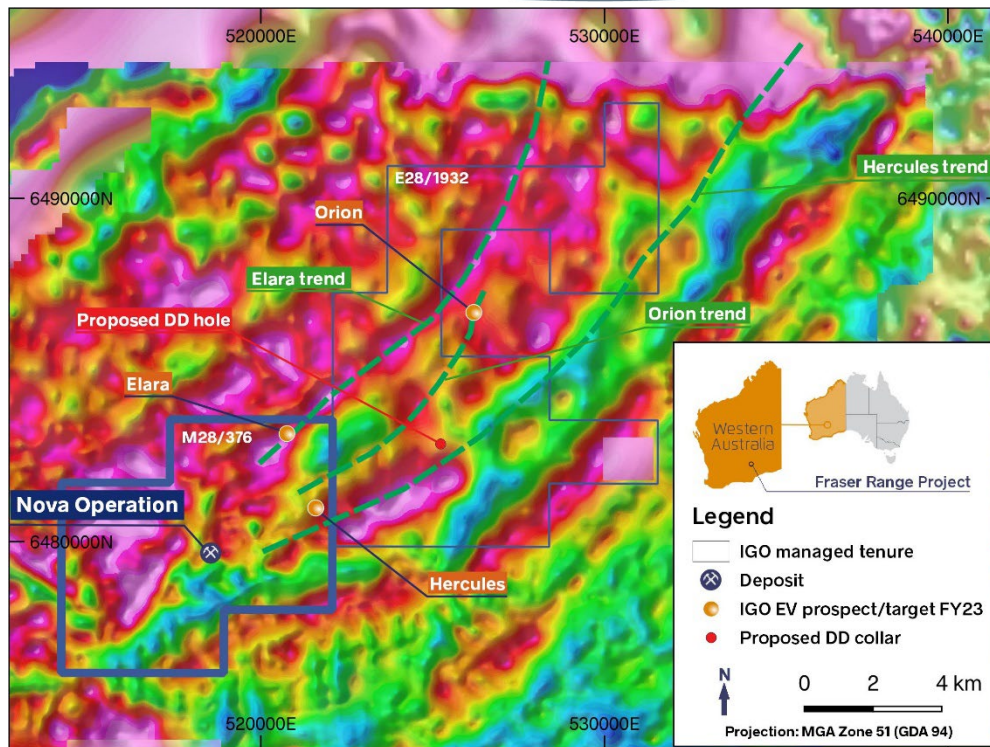 520000E
530000E
540000E
Hercules trend
E28/1932
6490000N
6490000N
Orion
Elara trend
Orion trend
Proposed DD hole
Elara
M28/376
Nova Operation
6480000N
Hercules
520000E
530000E
Western
Australia
Fraser Range Project
Legend
IGO managed tenure
Deposit
IGO EV prospect/target FY23
Proposed DD collar
N
0 2 4 km
Projection: MGA Zone 51 (GDA 94)